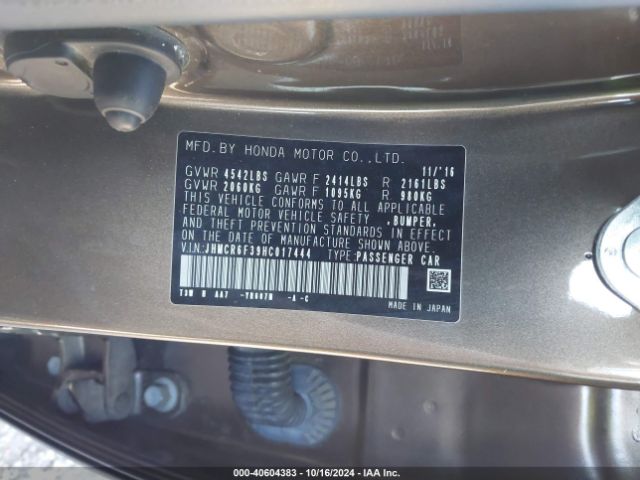 MFD.BY HONDA MOTOR CO.,LTD. 11/'16
GVWR 4542LBS GAWR F 2414LBS R 2161LBS
GVWR 2060KG GAWR F 1095KG R 980KG
THIS VEHICLE CONFORMS TO ALL APPLICABLE
FEDERAL MOTOR VEHICLE SAFETY ,BUMPER,
AND THEFT PREVENTION STANDARDS IN EFFECT
ON THE DATE OF MANUFACTURE SHOWN ABOVE.
V.I.N: JHMCR6F39HC017444 TYPE:PASSENGER CAR
-A -C
MADE IN JAPAN
000-40604383 - 10/16/2024 - IAA Inc.